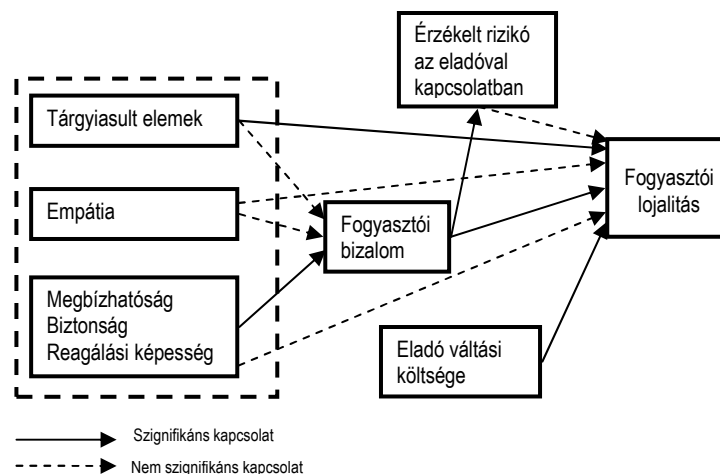 Érzékelt rizikó
az eladóval
kapcsolatban
Tárgyiasult elemek
Empátia
Fogyasztói
bizalom
Fogyasztói
lojalitás
Megbízhatóság
Biztonság
Reagálási képesség
Eladó váltási
költsége
Szignifikáns kapcsolat
Nem szignifikáns kapcsolat